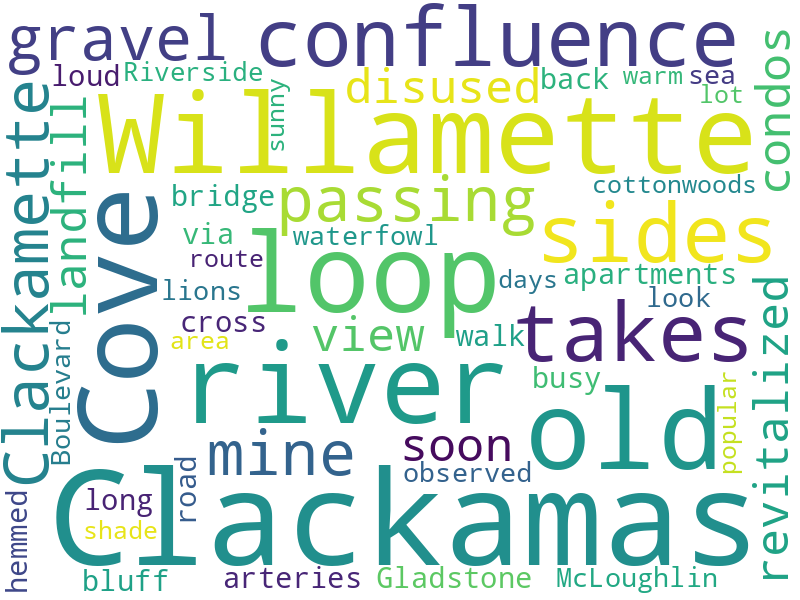 gravel
confluence
loud
Riverside
disused
back
warm
sea
condos
Clackamette
landfill
sunny
lot
Willamette
Cove
bridge
passing
cottonwoods
via
waterfowl
sides
route
loop
days
apartments
lions
look
cross
area
view
walk
takes
Boulevard
river
busy
old
popular
revitalized
mine
soon
observed
road
hemmed
long
shade
Clackamas
bluff
arteries
Gladstone
McLoughlin